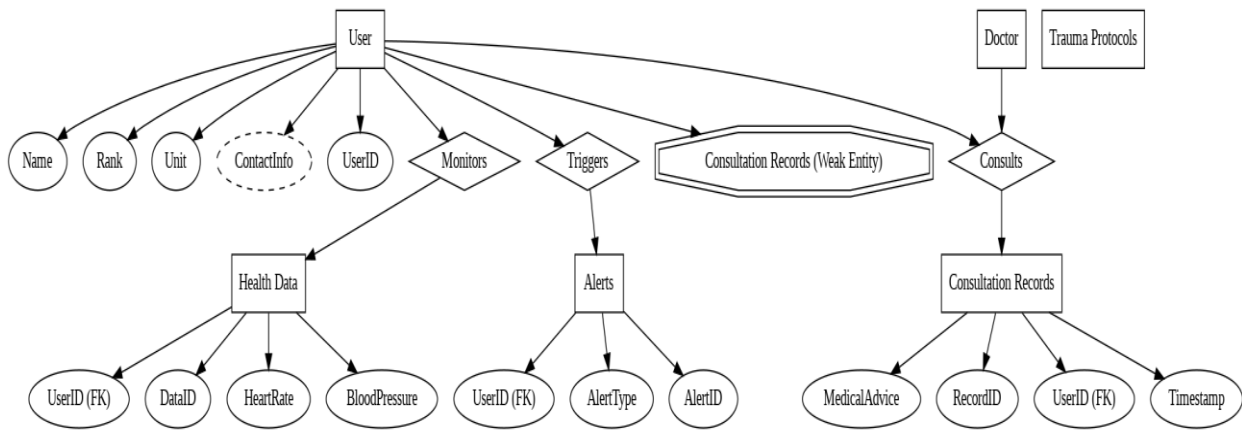 User
Doctor
Trauma Protocols
Name
Rank
Unit
ContactInfo
UserID
Monitors
Triggers
Consultation Records (Weak Entity)
Consults
Health Data
Alerts
Consultation Records
UserID (FK)
DataID
HeartRate
BloodPressure
UserID (FK)
AlertType
AlertID
MedicalAdvice
RecordID
UserID (FK)
Timestamp